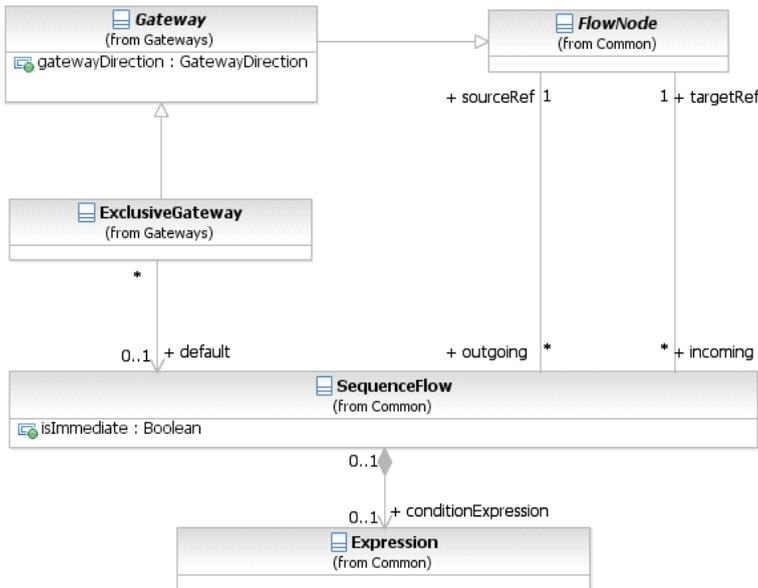 Gateway
(from Gateways)
gatewayDirection : GatewayDirection
FlowNode
(from Common)
+ sourceRef 1
1 + targetRef
ExclusiveGateway
(from Gateways)
*
0..1 + default
+ outgoing *
* + incoming
SequenceFlow
(from Common)
isImmediate : Boolean
0..1
0..1 + conditionExpression
Expression
(from Common)